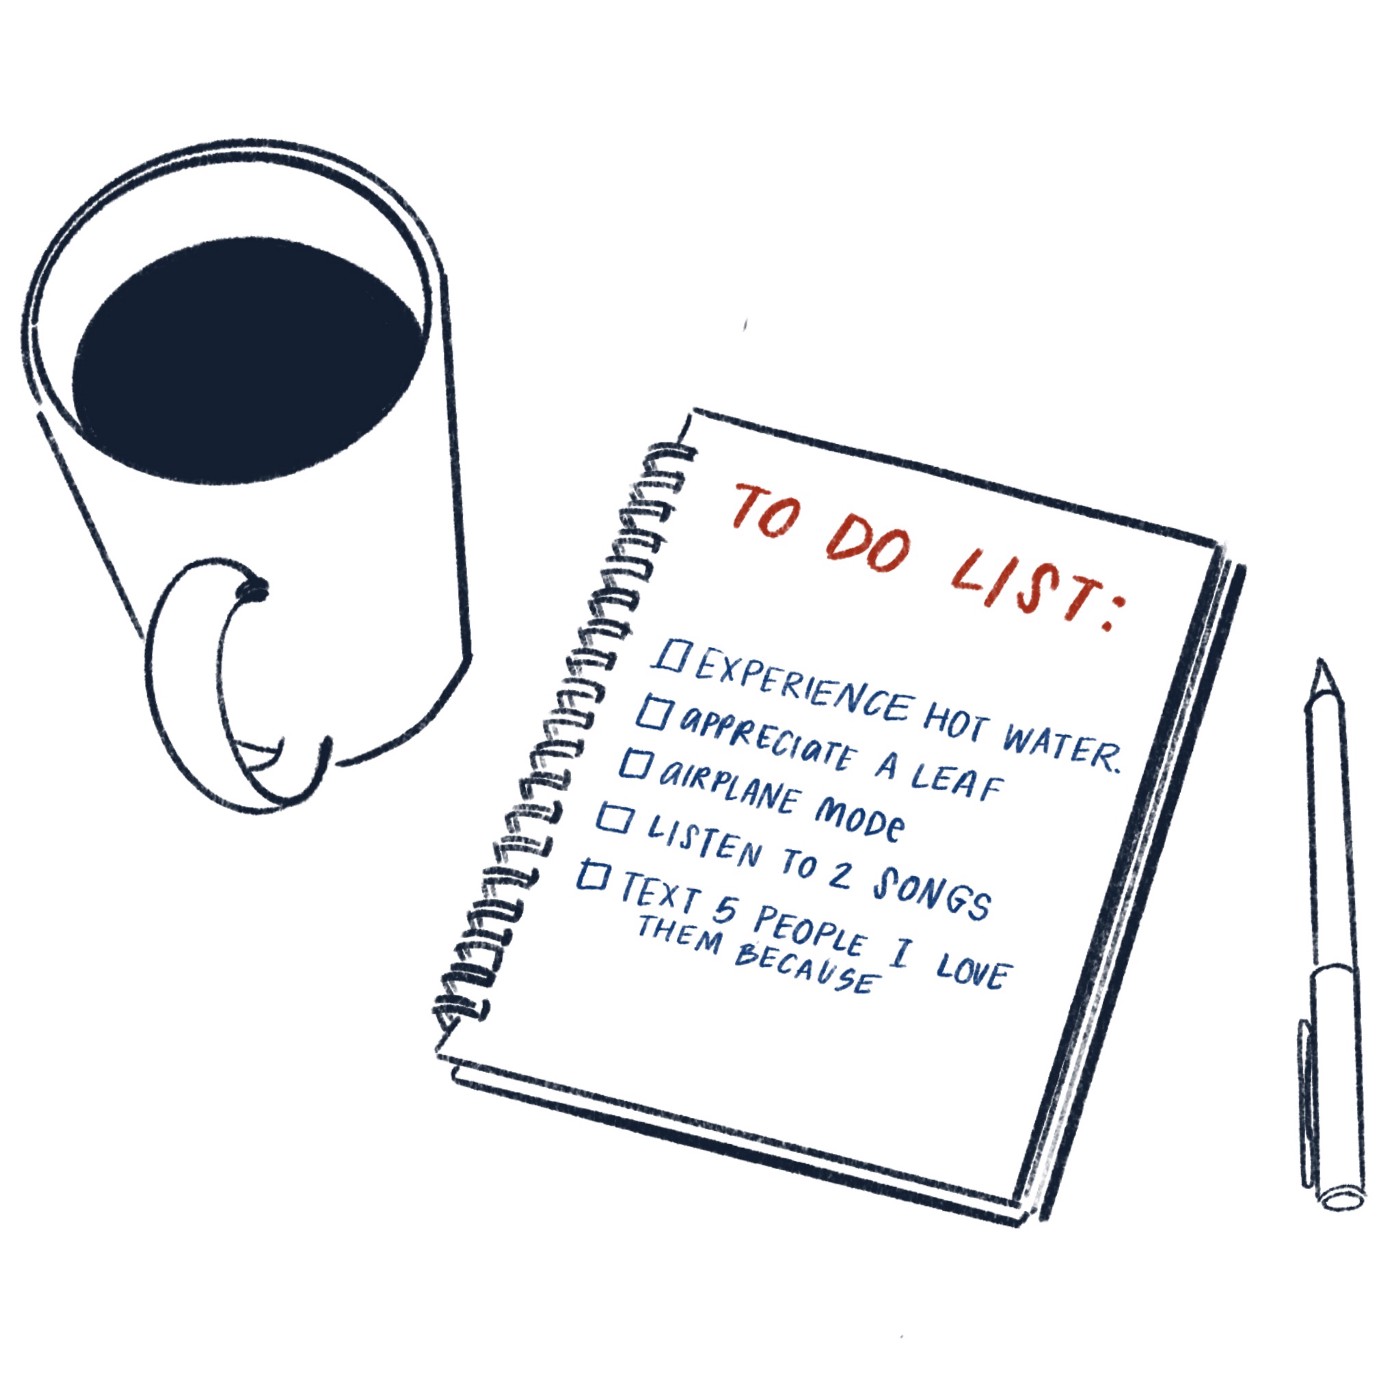 TO DO LIST:
EXPERIENCE HOT WATER.
APPRECIATE A LEAF
AIRPLANE MODE
LISTEN TO 2 SONGS
TEXT 5 PEOPLE I LOVE
THEM BECAUSE